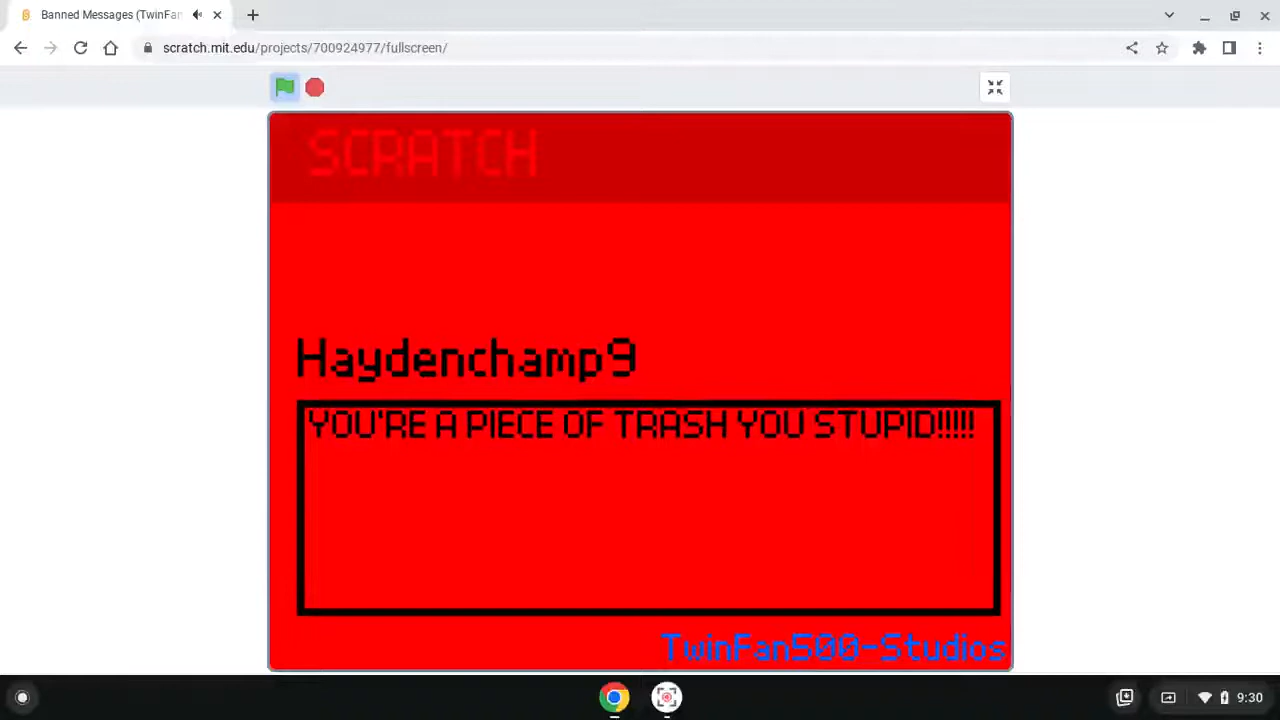 Banned Messages (TwinFan
scratch.mit.edu/projects/700924977/fullscreen/
SCRATCH
Haydenchamp9
YOU'RE A PIECE OF TRASH YOU STUPID!!!!!
TwinFan500-Studios
9:30